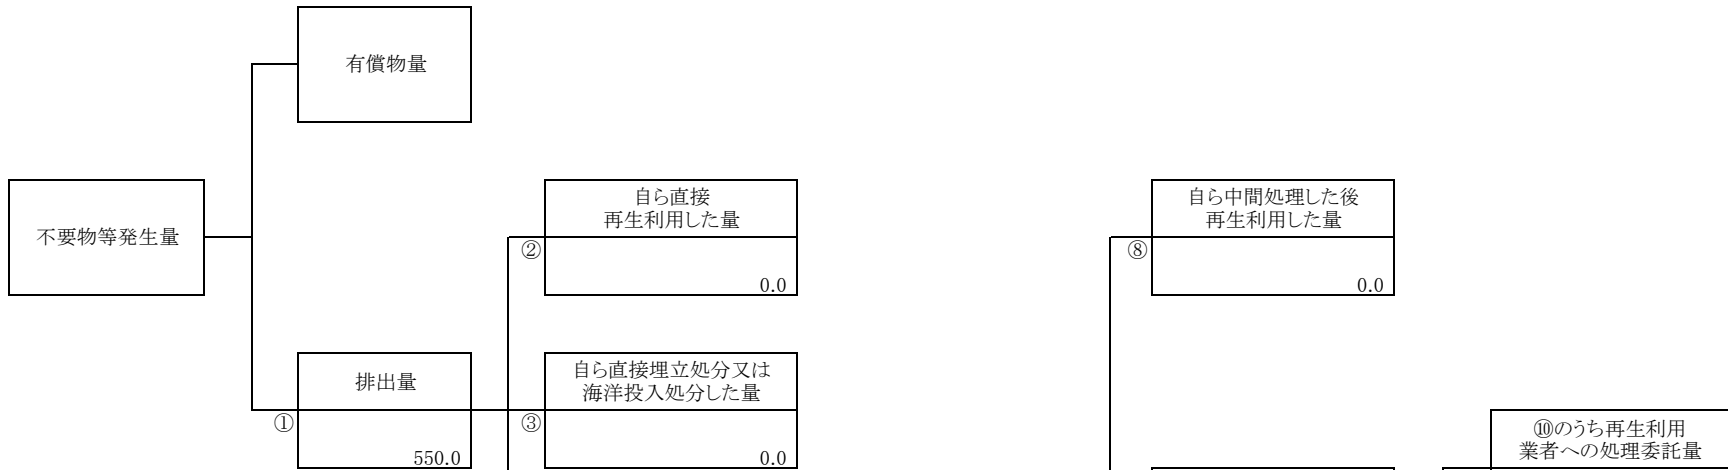 有償物量
不要物等発生量
自ら直接
再生利用した量
②
0.0
自ら中間処理した後
再生利用した量
⑧
0.0
排出量
①
550.0
自ら直接埋立処分又は
海洋投入処分した量
③
0.0
⑩のうち再生利用
業者への処理委託量